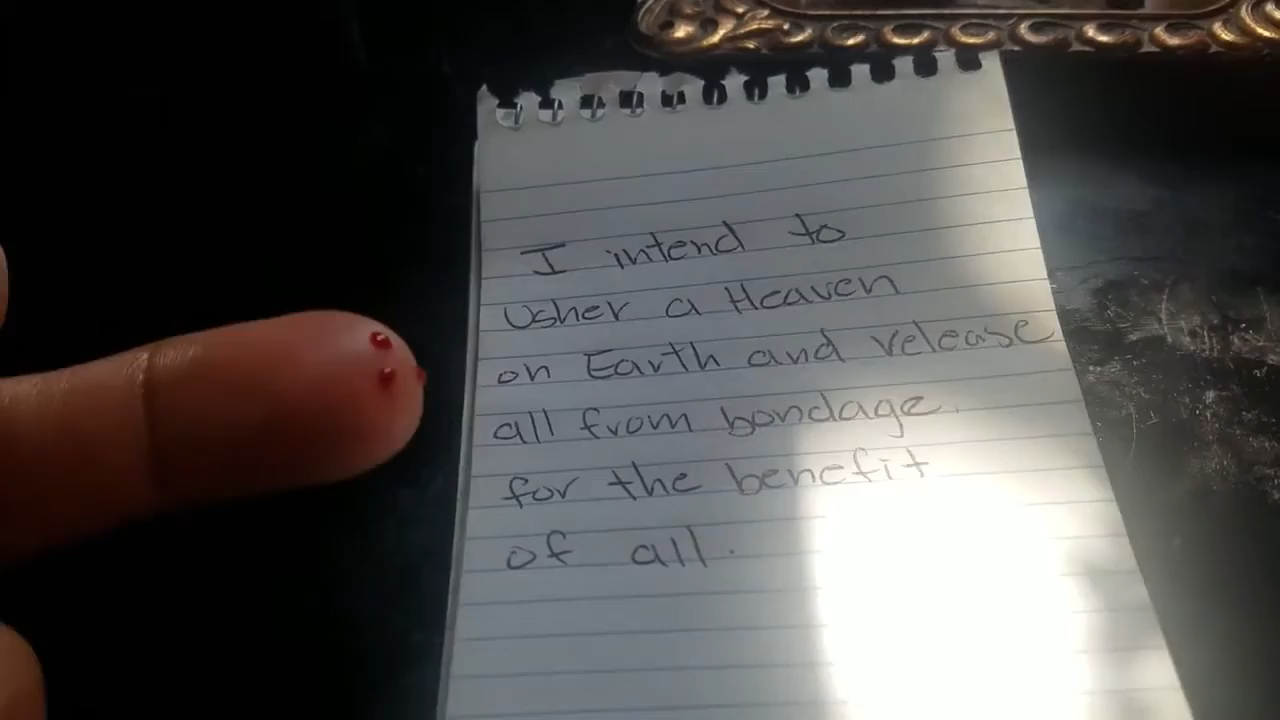 I intend to
Usher a Heaven
on Earth and release
all from bondage.
for the benefit
of all.